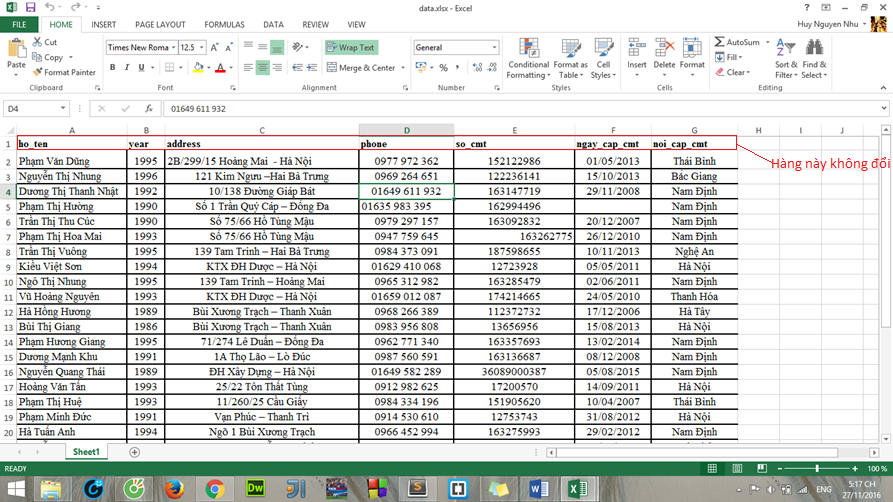 data.xlsx - Excel
FILE HOME INSERT PAGE LAYOUT FORMULAS DATA REVIEW VIEW Huy Nguyen Nhu
Cut
Copy
Format Painter
Paste
Clipboard
Times New Roma 12.5
B I U
Font
Wrap Text
Merge & Center
Alignment
General
Number
Conditional Formatting
Format as Table
Cell Styles
Styles
Insert Delete Format
Cells
AutoSum
Fill
Clear
Sort & Filter
Find & Select
Editing
D4 01649 611 932
A B C D E F G H I J
1 ho_ten year address phone so_cmt ngay_cap_cmt noi_cap_cmt
Hàng này không đổi
2 Phạm Văn Dũng 1995 2B/299/15 Hoàng Mai - Hà Nội 0977 972 362 152122986 01/05/2013 Thái Bình
3 Nguyễn Thị Nhung 1996 121 Kim Ngưu –Hai Bà Trưng 0969 264 651 122236141 15/10/2013 Bắc Giang
4 Dương Thị Thanh Nhật 1992 10/138 Đường Giáp Bát 01649 611 932 163147719 29/11/2008 Nam Định
5 Phạm Thị Hường 1990 Số 1 Trần Quý Cáp – Đống Đa 01635 983 395 162994496 Nam Định
6 Trần Thị Thu Cúc 1990 Số 75/66 Hồ Tùng Mậu 0979 297 157 163092832 20/12/2007 Nam Định
7 Phạm Thị Hoa Mai 1993 Số 75/66 Hồ Tùng Mậu 0947 759 645 163262775 26/12/2010 Nam Định
8 Trần Thị Vuông 1995 139 Tam Trinh – Hai Bà Trưng 0984 373 091 187598655 10/11/2013 Nghệ An
9 Kiều Việt Sơn 1994 KTX ĐH Dược – Hà Nội 01629 410 068 12723928 05/05/2011 Hà Nội
10 Ngô Thị Nhung 1995 139 Tam Trinh – Hoàng Mai 0965 312 982 163285479 02/06/2011 Nam Định
11 Vũ Hoàng Nguyên 1993 KTX ĐH Dược – Hà Nội 01659 012 087 174214665 24/05/2010 Thanh Hóa
12 Hà Hồng Hương 1989 Bùi Xương Trạch – Thanh Xuân 0968 266 389 112372732 17/12/2006 Hà Tây
13 Bùi Thị Giang 1986 Bùi Xương Trạch – Thanh Xuân 0983 956 808 13656956 15/08/2013 Hà Nội
14 Phạm Hương Giang 1995 71/274 Lê Duẩn – Đống Đa 0962 771 340 163357693 13/02/2014 Nam Định
15 Dương Mạnh Khu 1991 1A Thọ Lão – Lò Đúc 0987 560 591 163136687 08/12/2008 Nam Định
16 Nguyễn Quang Thái 1989 ĐH Xây Dựng – Hà Nội 01649 582 289 36089000387 05/08/2015 Nam Định
17 Hoàng Văn Tấn 1993 25/22 Tôn Thất Tùng 0912 982 625 17200570 14/09/2011 Hà Nội
18 Phạm Thị Huệ 1993 11/260/25 Cầu Giấy 0984 334 196 151905620 10/04/2007 Thái Bình
19 Phạm Minh Đức 1991 Vạn Phúc – Thanh Trì 0914 530 610 12753743 31/08/2012 Hà Nội
20 Hà Tuấn Anh 1994 Ngõ 1 Bùi Xương Trạch 0966 452 994 163275993 29/02/2012 Nam Định
Sheet1
READY 100 %
ENG 5:17 CH
27/11/2016